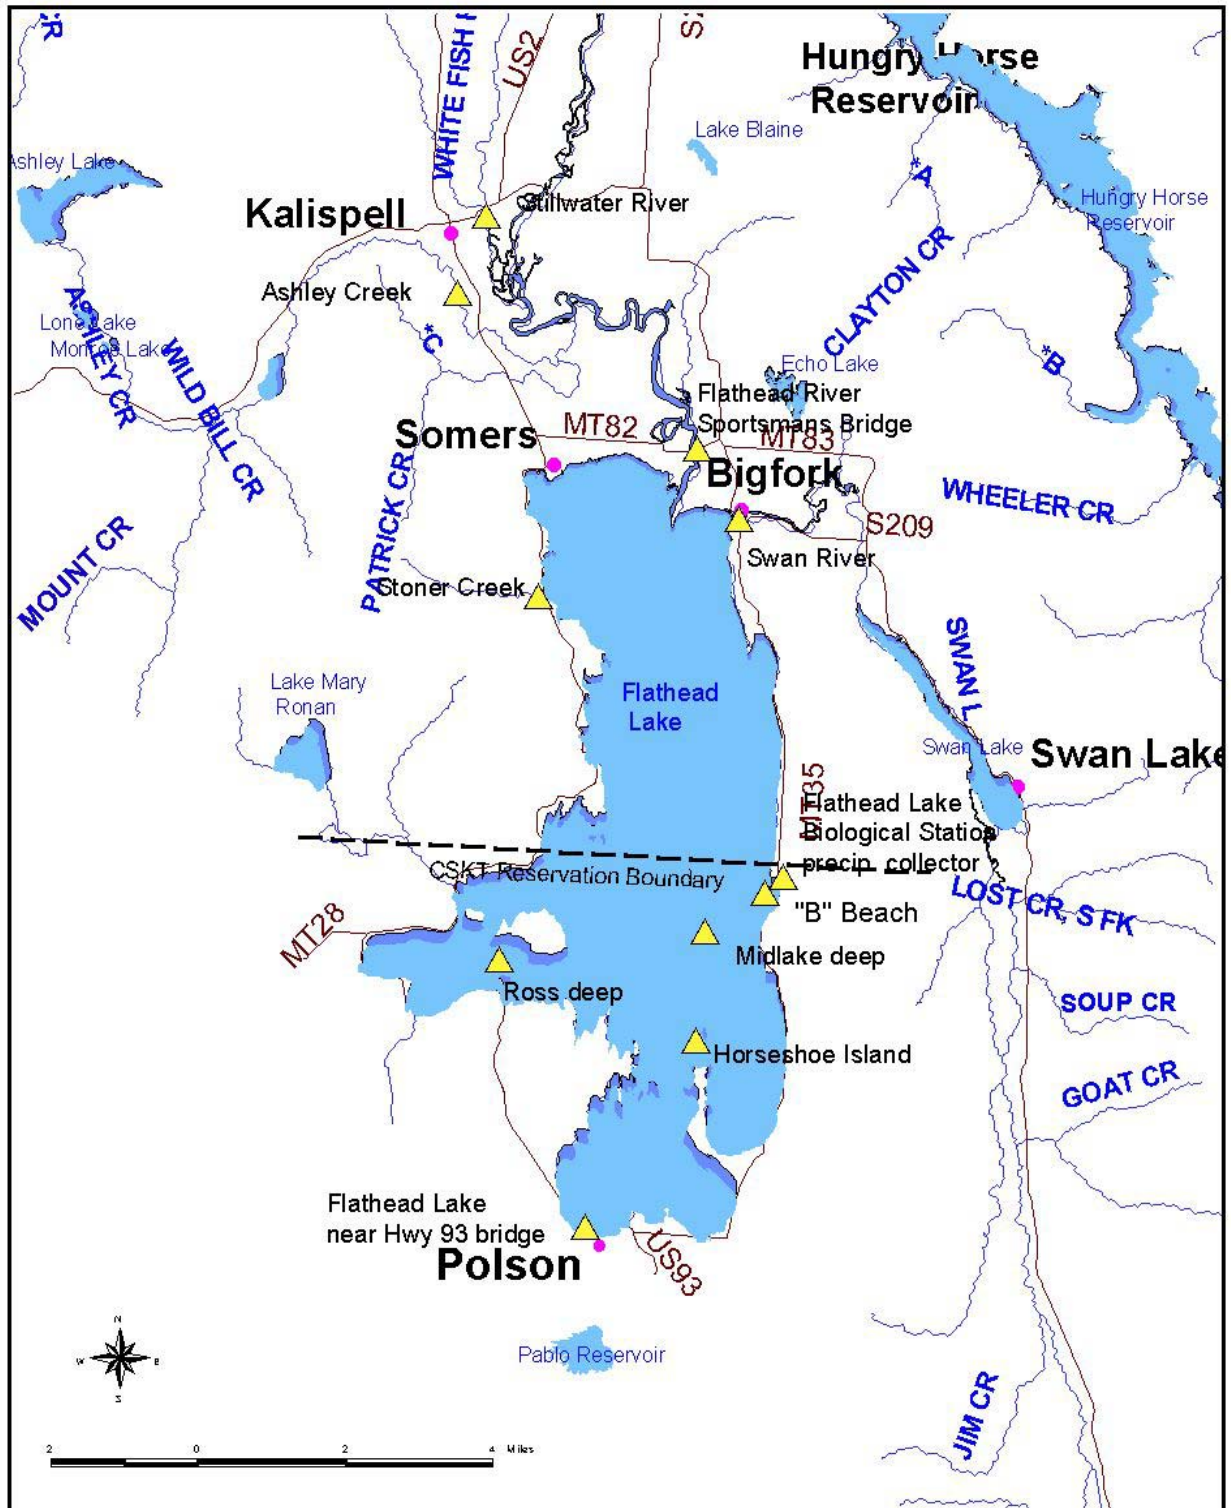 CR
WHITE FISH R
US2
Hungry Horse
Reservoir
Lake Blaine
Ashley Lake
*A
Hungry Horse
Reservoir
Stillwater River
Kalispell
CLAYTON CR
Ashley Creek
ASHLEY CR
Lone Lake
Monroe Lake
WILD BILL CR
*C
*B
Echo Lake
Flathead River
Sportsmans Bridge
MT82
MT83
Somers
Bigfork
WHEELER CR
S209
PATRICK CR
MOUNT CR
Swan River
Stoner Creek
SWAN L
Lake Mary
Ronan
Flathead
Lake
Swan Lake
Swan Lake
MT35
Flathead Lake
Biological Station
precip. collector
CSKT Reservation Boundary
"B" Beach
LOST CR, S FK
MT28
Midlake deep
Ross deep
SOUP CR
Horseshoe Island
GOAT CR
Flathead Lake
near Hwy 93 bridge
Polson
US93
N
W E
S
Pablo Reservoir
JIM CR
2 0 2 4 Miles